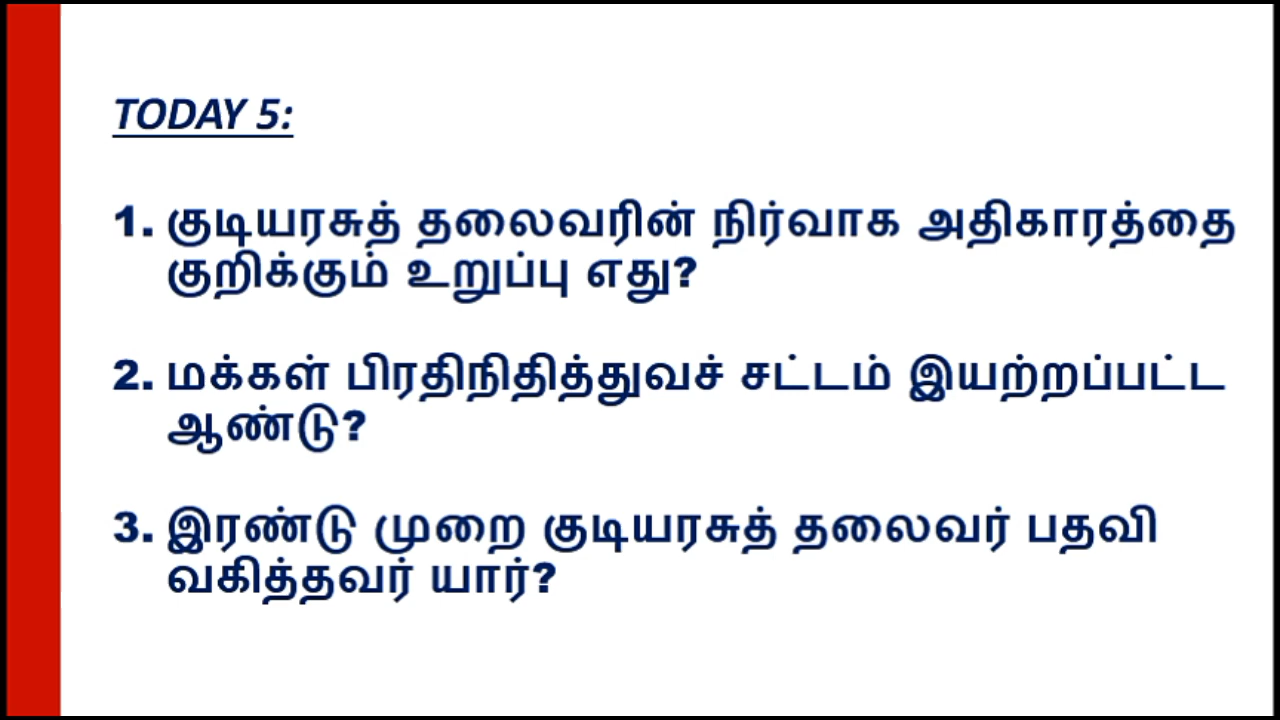 TODAY 5:
1. குடியரசுத் தலைவரின் நிர்வாக அதிகாரத்தை
குறிக்கும் உறுப்பு எது?
2. மக்கள் பிரதிநிதித்துவச் சட்டம் இயற்றப்பட்ட
ஆண்டு?
3. இரண்டு முறை குடியரசுத் தலைவர் பதவி
வகித்தவர் யார்?